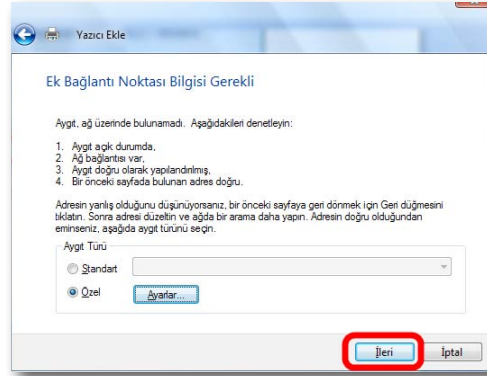 Yazıcı Ekle
Ek Bağlantı Noktası Bilgisi Gerekli
Aygıt, ağ üzerinde bulunamadı. Aşağıdakileri denetleyin:
1. Aygıt açık durumda,
2. Ağ bağlantısı var,
3. Aygıt doğru olarak yapılandırılmış,
4. Bir önceki sayfada bulunan adres doğru.
Adresin yanlış olduğunu düşünüyorsanız, bir önceki sayfaya geri dönmek için Geri düğmesini
tıklatın. Sonra adresi düzeltin ve ağda bir arama daha yapın. Adresin doğru olduğundan
eminseniz, aşağıda aygıt türünü seçin.
Aygıt Türü
Standart
Özel
Ayarlar...
İleri
İptal